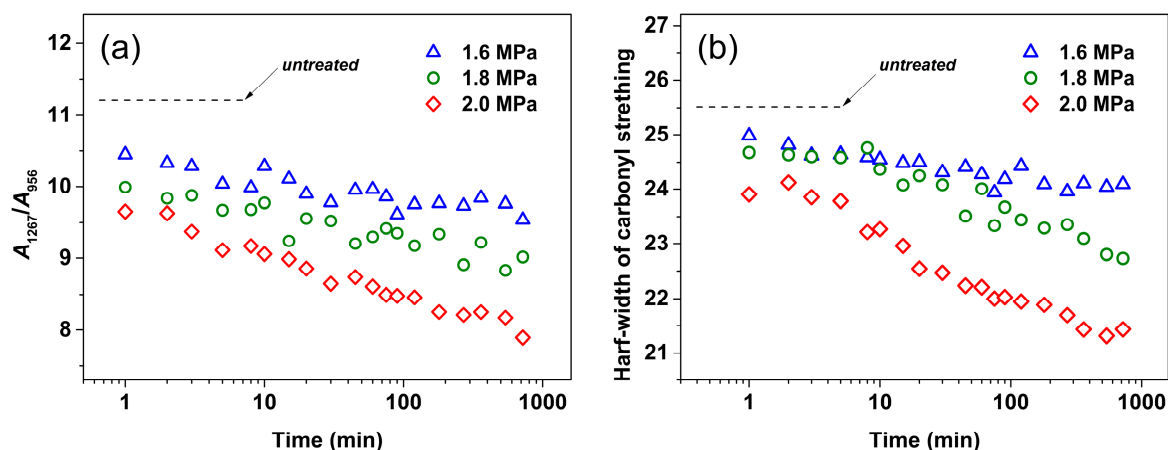 (a)
1.6 MPa
1.8 MPa
2.0 MPa
untreated
12
11
10
9
8
A1267/A956
1
10
100
1000
Time (min)
(b)
1.6 MPa
1.8 MPa
2.0 MPa
untreated
27
26
25
24
23
22
21
Harf-width of carbonyl strething
1
10
100
1000
Time (min)